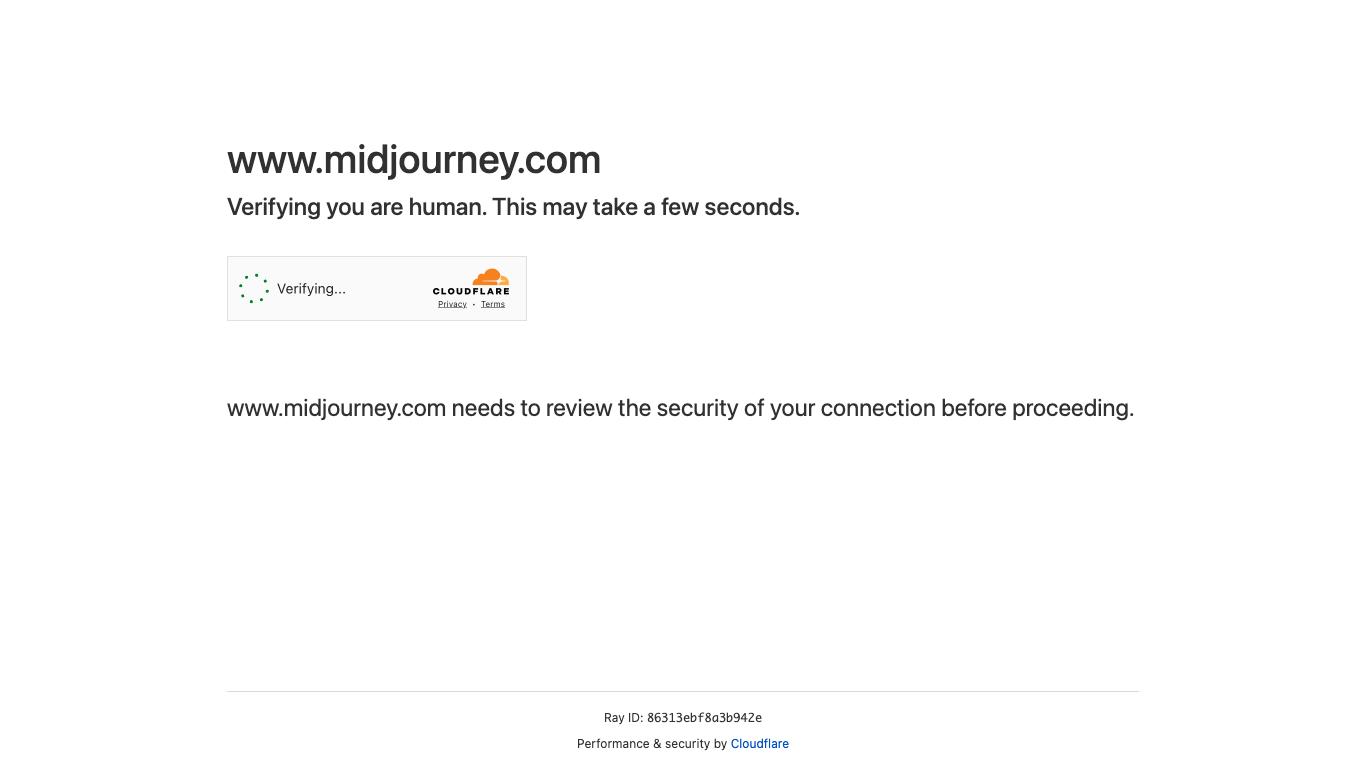 www.midjourney.com
Verifying you are human. This may take a few seconds.
Verifying...
CLOUDFLARE
Privacy • Terms
www.midjourney.com needs to review the security of your connection before proceeding.
Ray ID: 86313ebf8a3b942e
Performance & security by Cloudflare